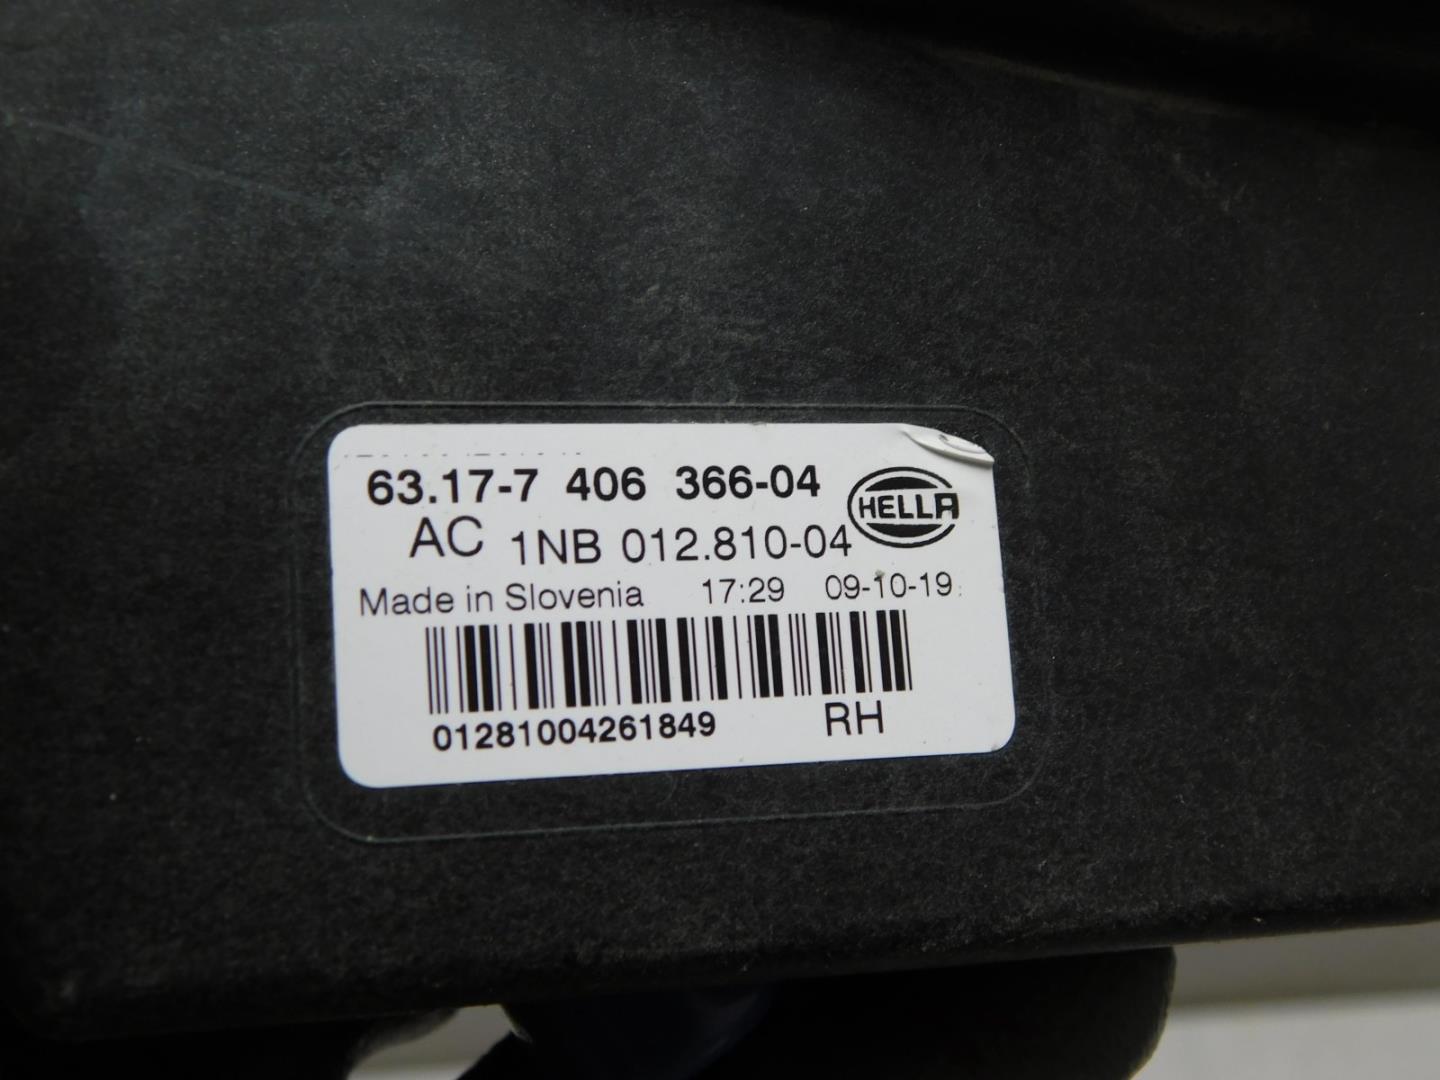 63.17-7 406 366-04
HELLA
AC 1NB 012.810-04
Made in Slovenia 17:29 09-10-19
01281004261849 RH